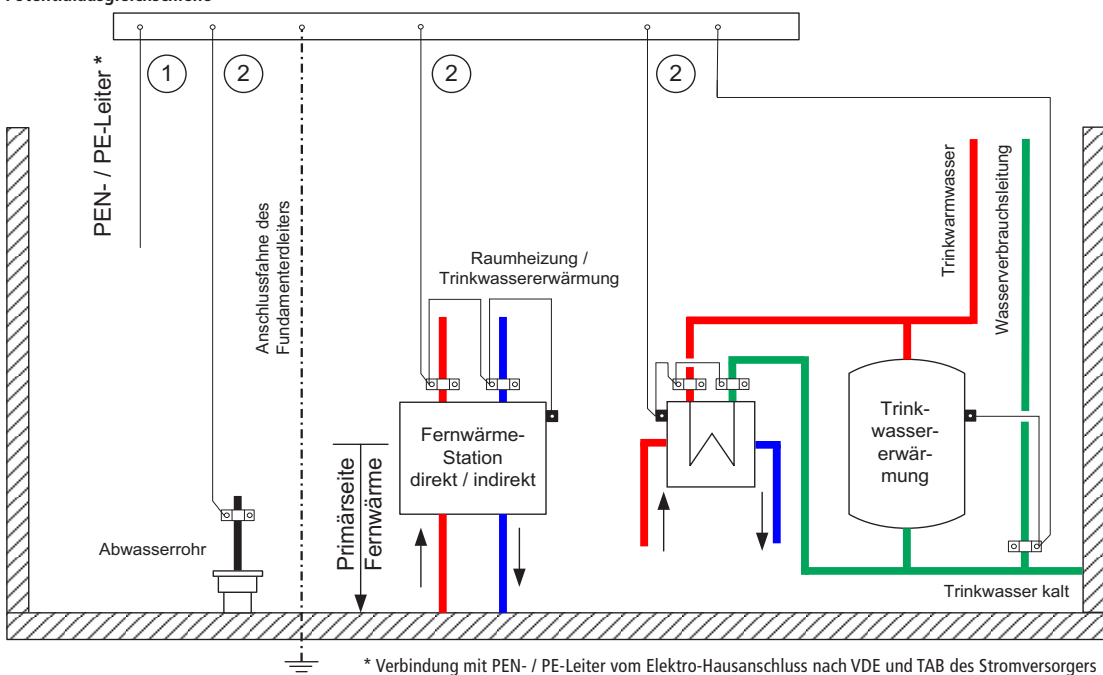 1
2
2
2
PEN- / PE-Leiter *
Anschlussfahne des
Fundamenterdleiters
Raumheizung /
Trinkwassererwärmung
Trinkwarmwasser
Wasserverbrauchsleitung
Fernwärme-
Station
direkt / indirekt
Trink-
wasser-
erwär-
mung
Primärseite
Fernwärme
Abwasserrohr
Trinkwasser kalt
* Verbindung mit PEN- / PE-Leiter vom Elektro-Hausanschluss nach VDE und TAB des Stromversorgers